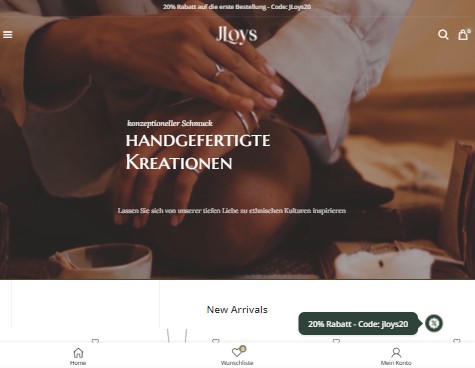 20% Rabatt auf die erste Bestellung - Code: JLoys20
JLoys
0
konzeptioneller Schmuck
HANDGEFERTIGTE
KREATIONEN
Lassen Sie sich von unserer tiefen Liebe zu ethnischen Kulturen inspirieren
New Arrivals
20% Rabatt - Code: jloys20
Home
Wunschliste
Mein Konto